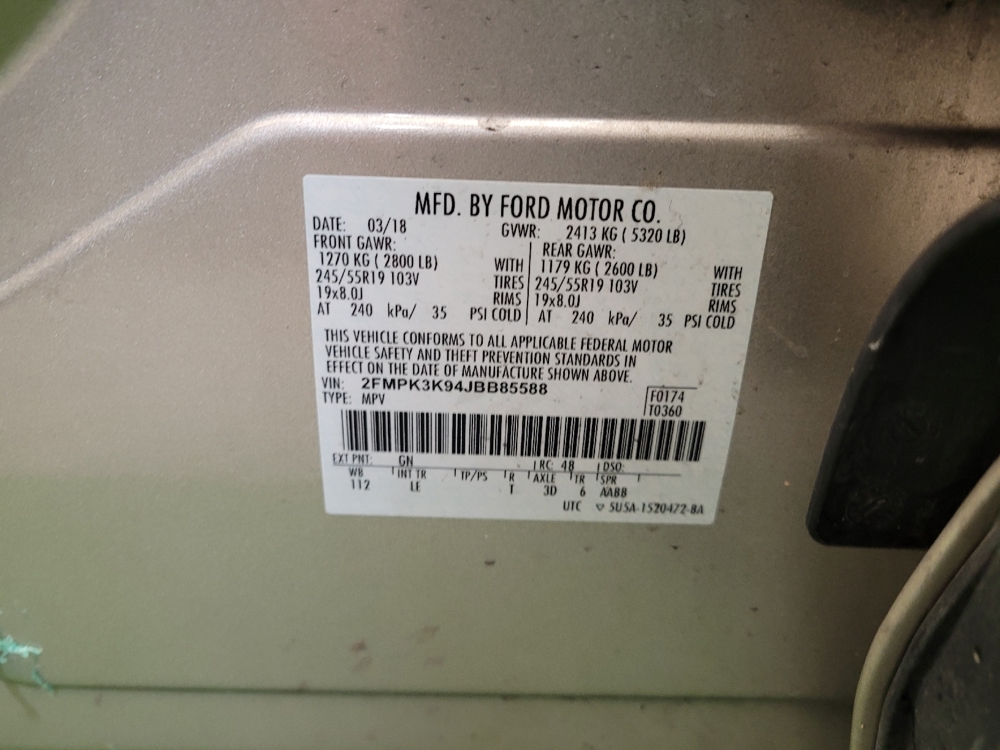 MFD. BY FORD MOTOR CO.
DATE: 03/18 GVWR: 2413 KG ( 5320 LB)
FRONT GAWR: REAR GAWR:
1270 KG ( 2800 LB) WITH 1179 KG ( 2600 LB) WITH
245/55R19 103V TIRES 245/55R19 103V TIRES
19x8.0J RIMS 19x8.0J RIMS
AT 240 kPa/ 35 PSI COLD AT 240 kPa/ 35 PSI COLD
THIS VEHICLE CONFORMS TO ALL APPLICABLE FEDERAL MOTOR
VEHICLE SAFETY AND THEFT PREVENTION STANDARDS IN
EFFECT ON THE DATE OF MANUFACTURE SHOWN ABOVE.
VIN: 2FMPK3K94JBB85588 F0174
TYPE: MPV T0360
EXT PNT: GN RC: 48 DSO:
WB INT TR TP/PS R AXLE TR SPR
112 LE T 3D 6 AABB
UTC ▽ 5U5A-1520472-BA